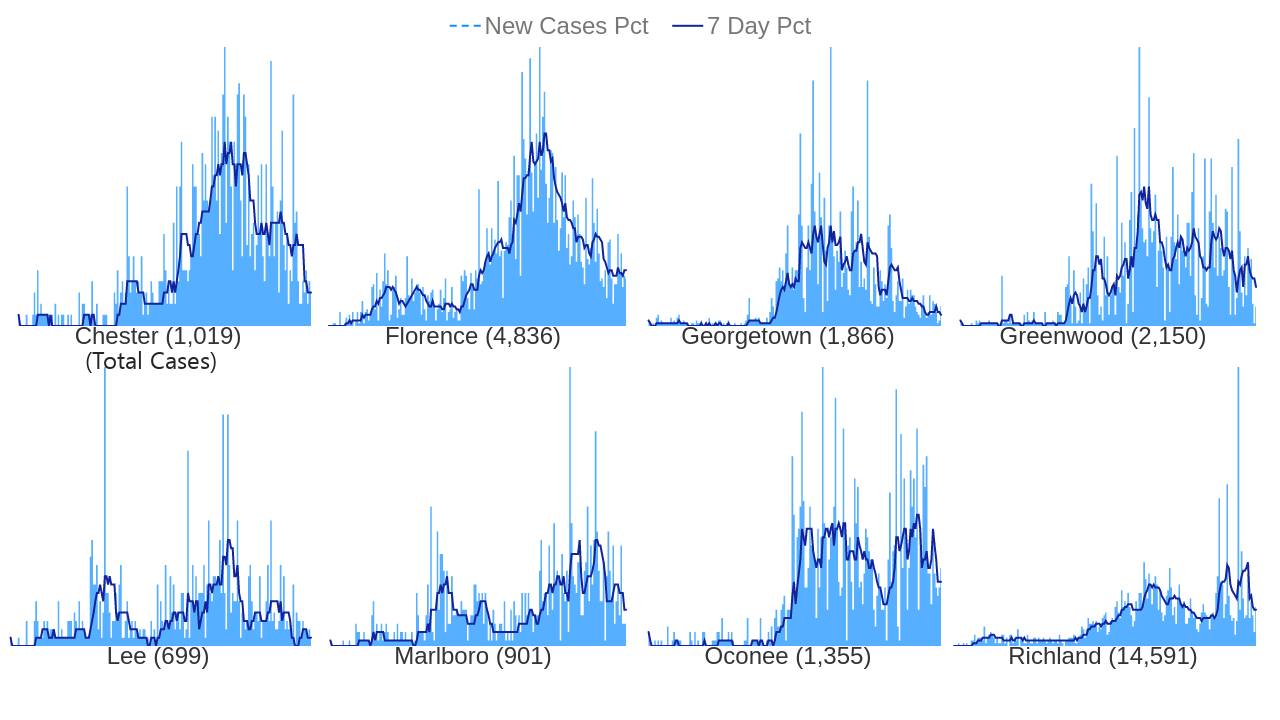 New Cases Pct 7 Day Pct
Chester (1,019) Florence (4,836) Georgetown (1,866) Greenwood (2,150)
(Total Cases)
Lee (699) Marlboro (901) Oconee (1,355) Richland (14,591)